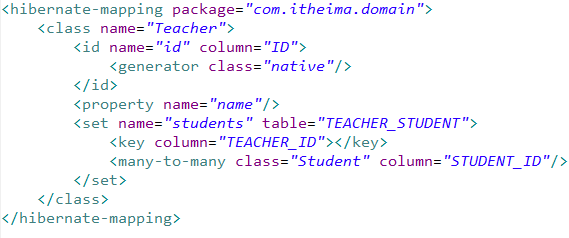 <hibernate-mapping package="com.itheima.domain">
    <class name="Teacher">
        <id name="id" column="ID">
            <generator class="native"/>
        </id>
        <property name="name"/>
        <set name="students" table="TEACHER_STUDENT">
            <key column="TEACHER_ID"></key>
            <many-to-many class="Student" column="STUDENT_ID"/>
        </set>
    </class>
</hibernate-mapping>